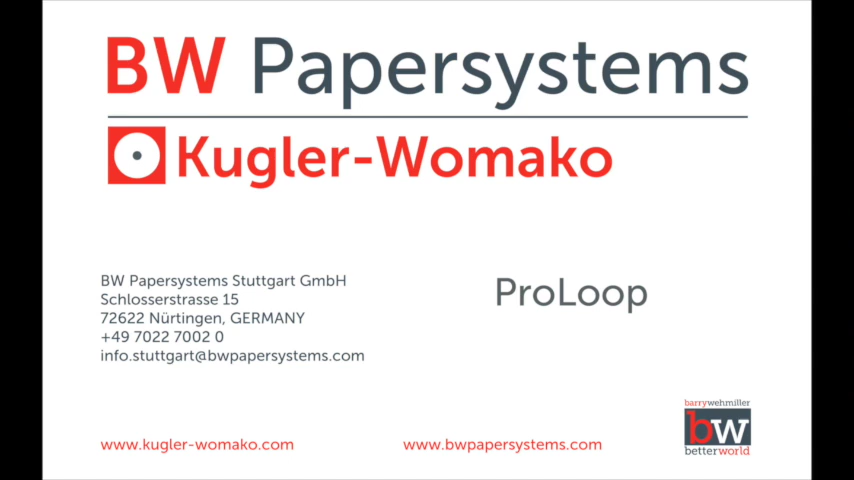 BW Papersystems
Kugler-Womako
BW Papersystems Stuttgart GmbH
Schlosserstrasse 15
72622 Nürtingen, GERMANY
+49 7022 7002 0
info.stuttgart@bwpapersystems.com
ProLoop
www.kugler-womako.com
www.bwpapersystems.com
barrywehmiller
bw
betterworld